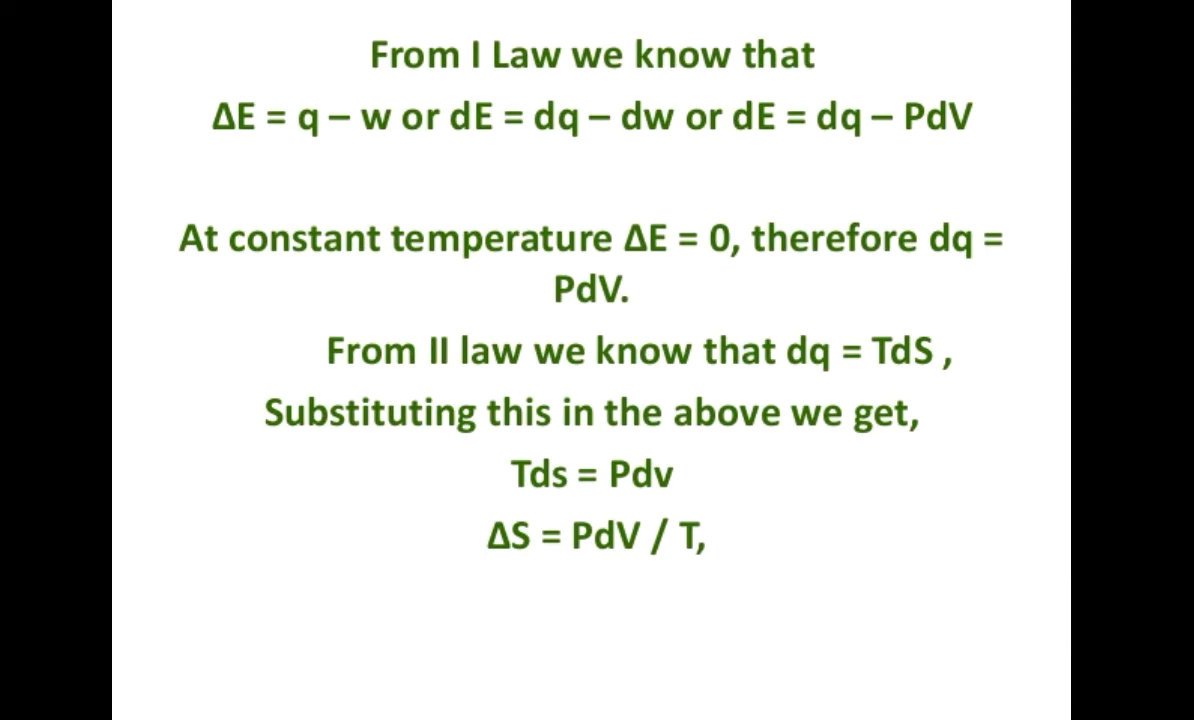 From I Law we know that
ΔE = q – w or dE = dq – dw or dE = dq – PdV
At constant temperature ΔE = 0, therefore dq =
PdV.
From II law we know that dq = TdS ,
Substituting this in the above we get,
Tds = Pdv
ΔS = PdV / T,